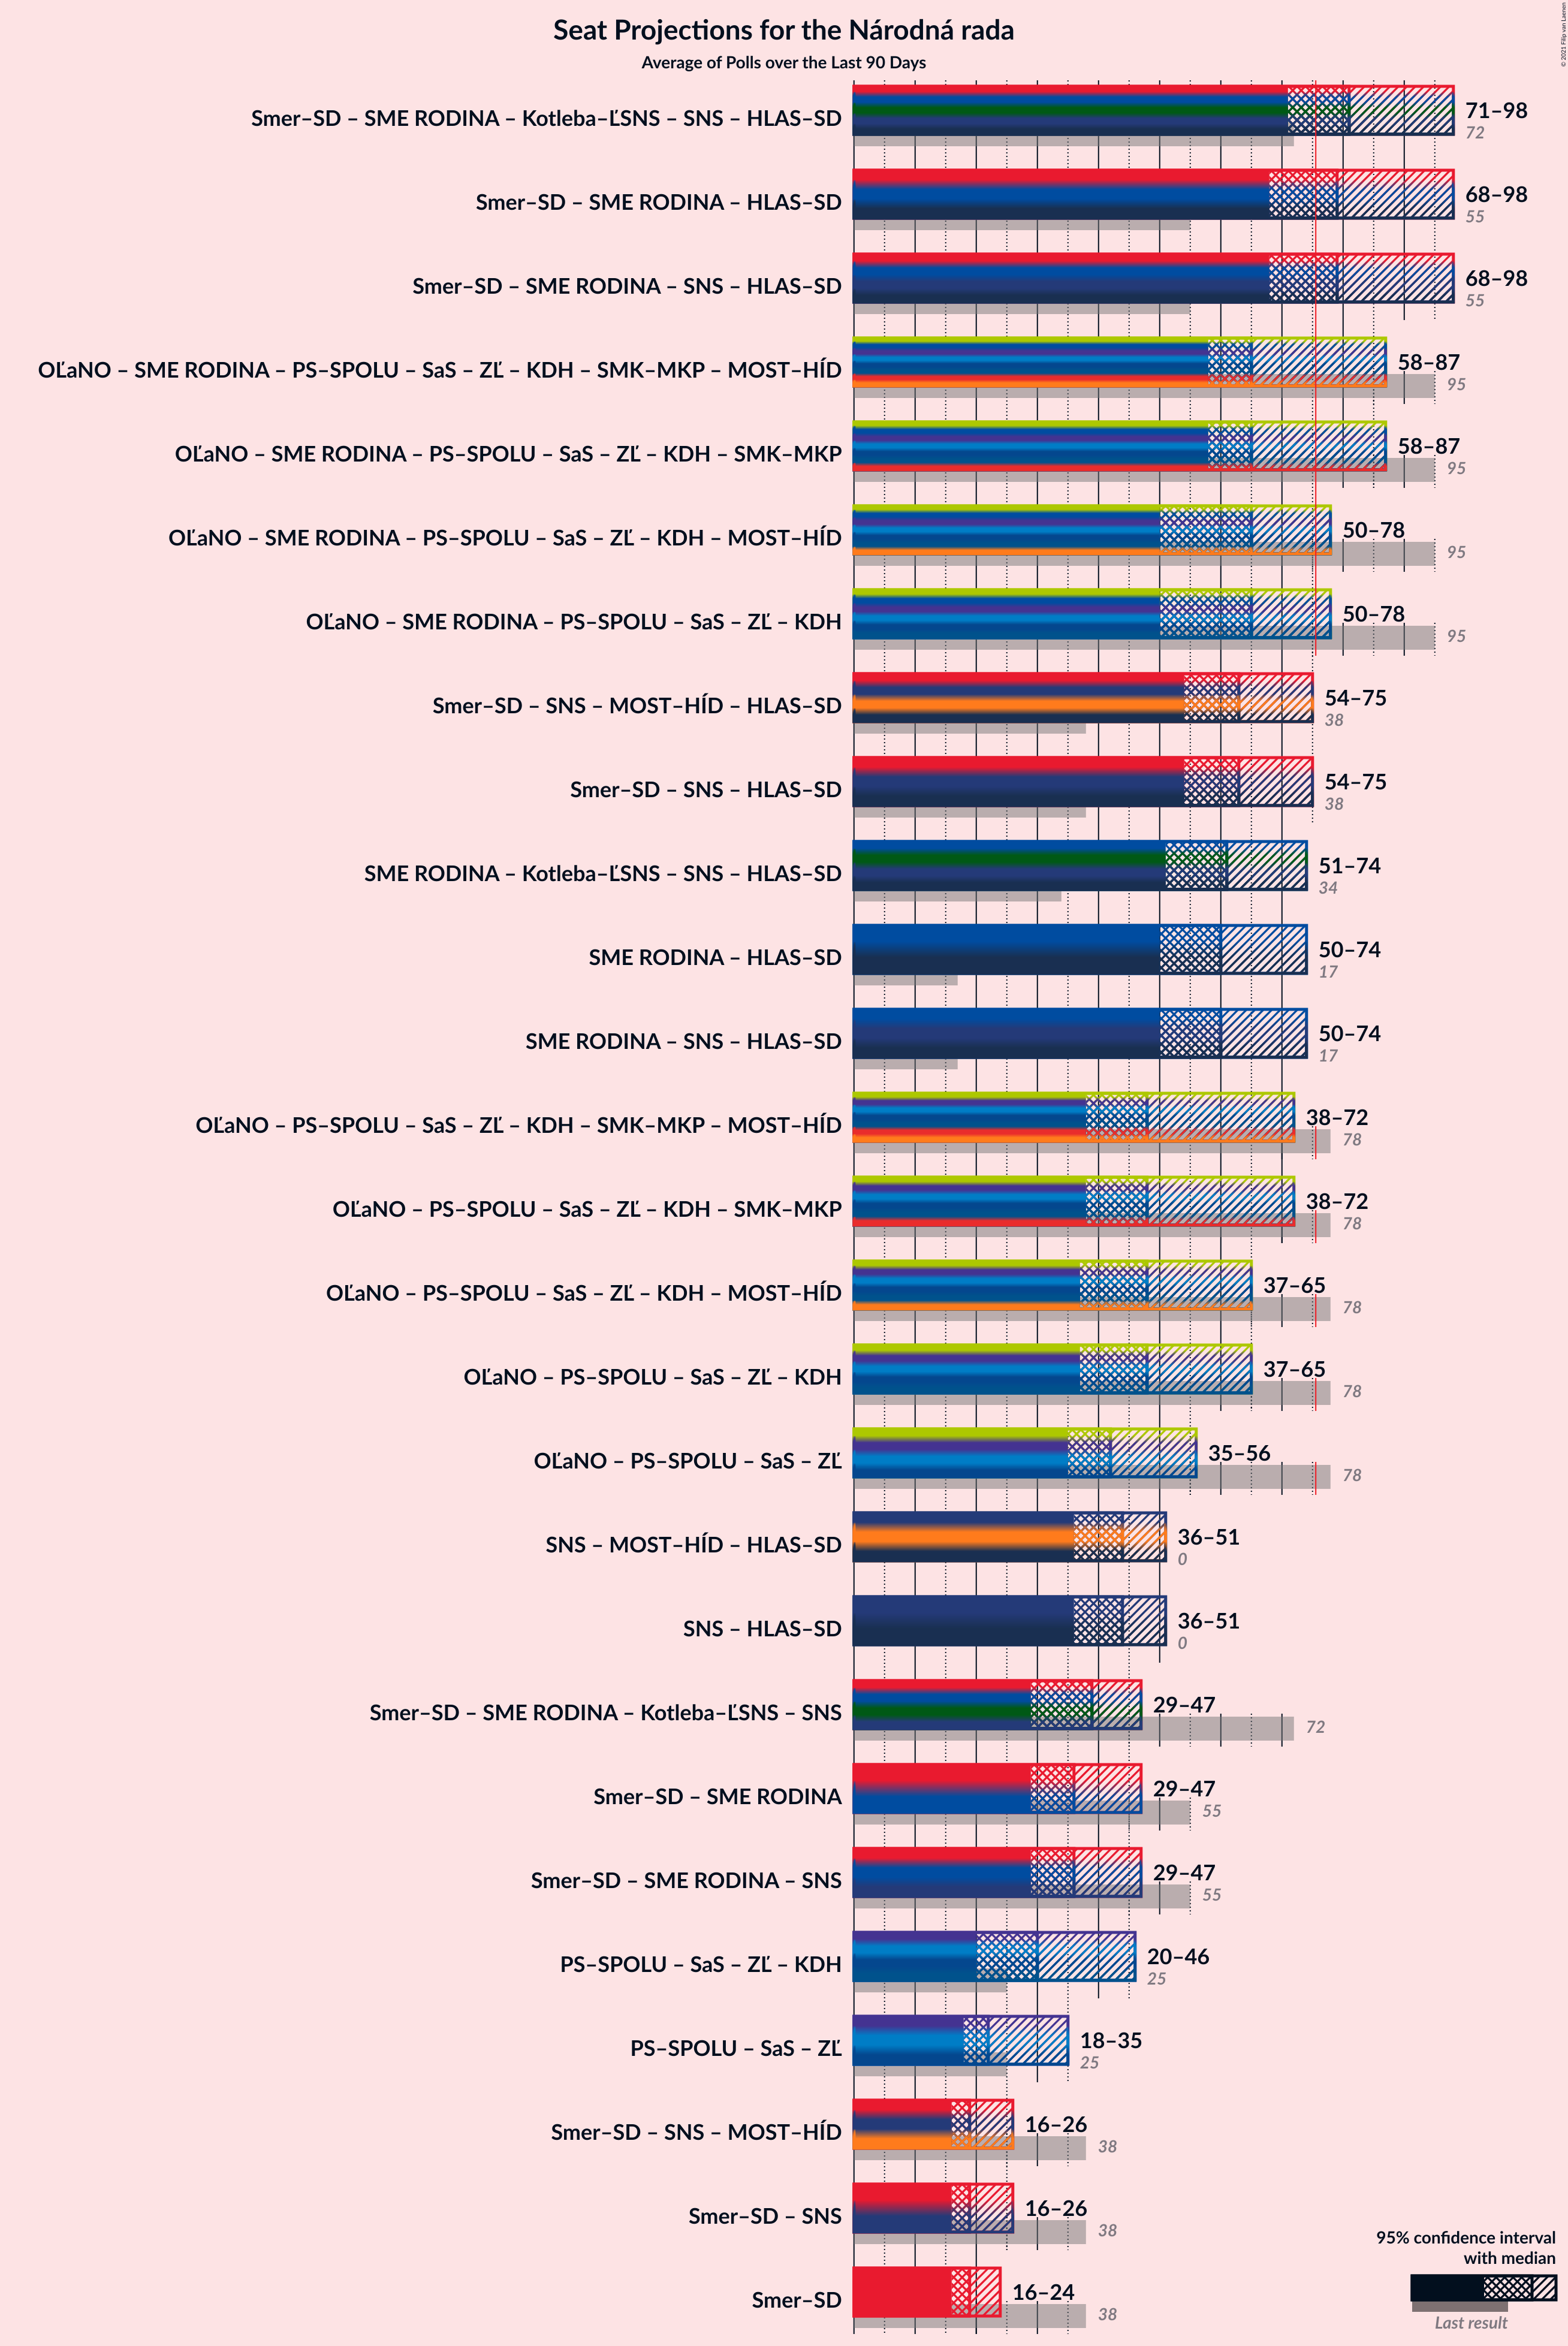 Seat Projections for the Národná rada
Average of Polls over the Last 90 Days
© 2021 Filip van Laenen
Smer–SD – SME RODINA – Kotleba–ĽSNS – SNS – HLAS–SD
71–98
72
Smer–SD – SME RODINA – HLAS–SD
68–98
55
Smer–SD – SME RODINA – SNS – HLAS–SD
68–98
55
OĽaNO – SME RODINA – PS–SPOLU – SaS – ZĽ – KDH – SMK–MKP – MOST–HÍD
58–87
95
OĽaNO – SME RODINA – PS–SPOLU – SaS – ZĽ – KDH – SMK–MKP
58–87
95
OĽaNO – SME RODINA – PS–SPOLU – SaS – ZĽ – KDH – MOST–HÍD
50–78
95
OĽaNO – SME RODINA – PS–SPOLU – SaS – ZĽ – KDH
50–78
95
Smer–SD – SNS – MOST–HÍD – HLAS–SD
54–75
38
Smer–SD – SNS – HLAS–SD
54–75
38
SME RODINA – Kotleba–ĽSNS – SNS – HLAS–SD
51–74
34
SME RODINA – HLAS–SD
50–74
17
SME RODINA – SNS – HLAS–SD
50–74
17
OĽaNO – PS–SPOLU – SaS – ZĽ – KDH – SMK–MKP – MOST–HÍD
38–72
78
OĽaNO – PS–SPOLU – SaS – ZĽ – KDH – SMK–MKP
38–72
78
OĽaNO – PS–SPOLU – SaS – ZĽ – KDH – MOST–HÍD
37–65
78
OĽaNO – PS–SPOLU – SaS – ZĽ – KDH
37–65
78
OĽaNO – PS–SPOLU – SaS – ZĽ
35–56
78
SNS – MOST–HÍD – HLAS–SD
36–51
0
SNS – HLAS–SD
36–51
0
Smer–SD – SME RODINA – Kotleba–ĽSNS – SNS
29–47
72
Smer–SD – SME RODINA
29–47
55
Smer–SD – SME RODINA – SNS
29–47
55
PS–SPOLU – SaS – ZĽ – KDH
20–46
25
PS–SPOLU – SaS – ZĽ
18–35
25
Smer–SD – SNS – MOST–HÍD
16–26
38
Smer–SD – SNS
16–26
38
Smer–SD
16–24
38
95% confidence interval
with median
Last result